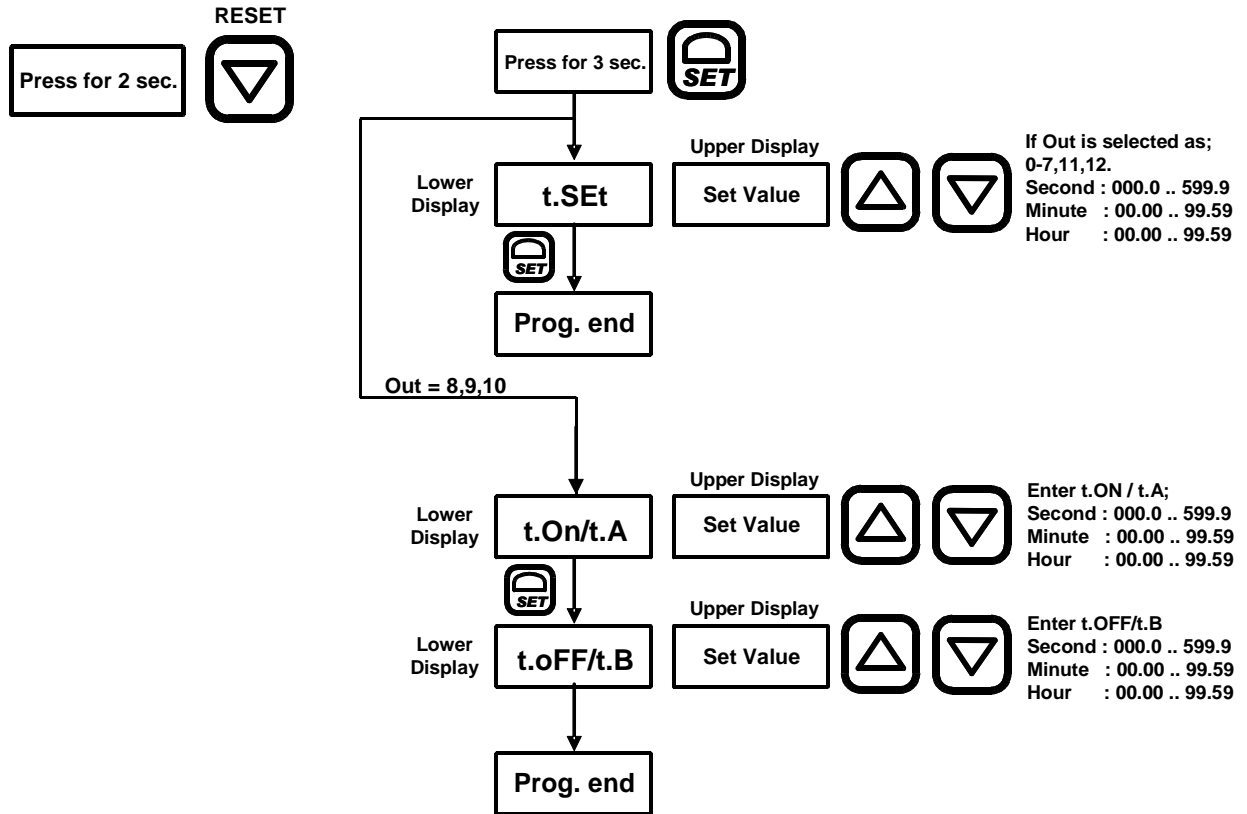 RESET
Press for 2 sec.
Press for 3 sec.
SET
Lower
Display
t.SEt
Upper Display
Set Value
If Out is selected as;
0-7,11,12.
Second : 000.0 .. 599.9
Minute : 00.00 .. 99.59
Hour : 00.00 .. 99.59
SET
Prog. end
Out = 8,9,10
Lower
Display
t.On/t.A
Upper Display
Set Value
Enter t.ON / t.A;
Second : 000.0 .. 599.9
Minute : 00.00 .. 99.59
Hour : 00.00 .. 99.59
SET
Lower
Display
t.oFF/t.B
Upper Display
Set Value
Enter t.OFF/t.B
Second : 000.0 .. 599.9
Minute : 00.00 .. 99.59
Hour : 00.00 .. 99.59
Prog. end